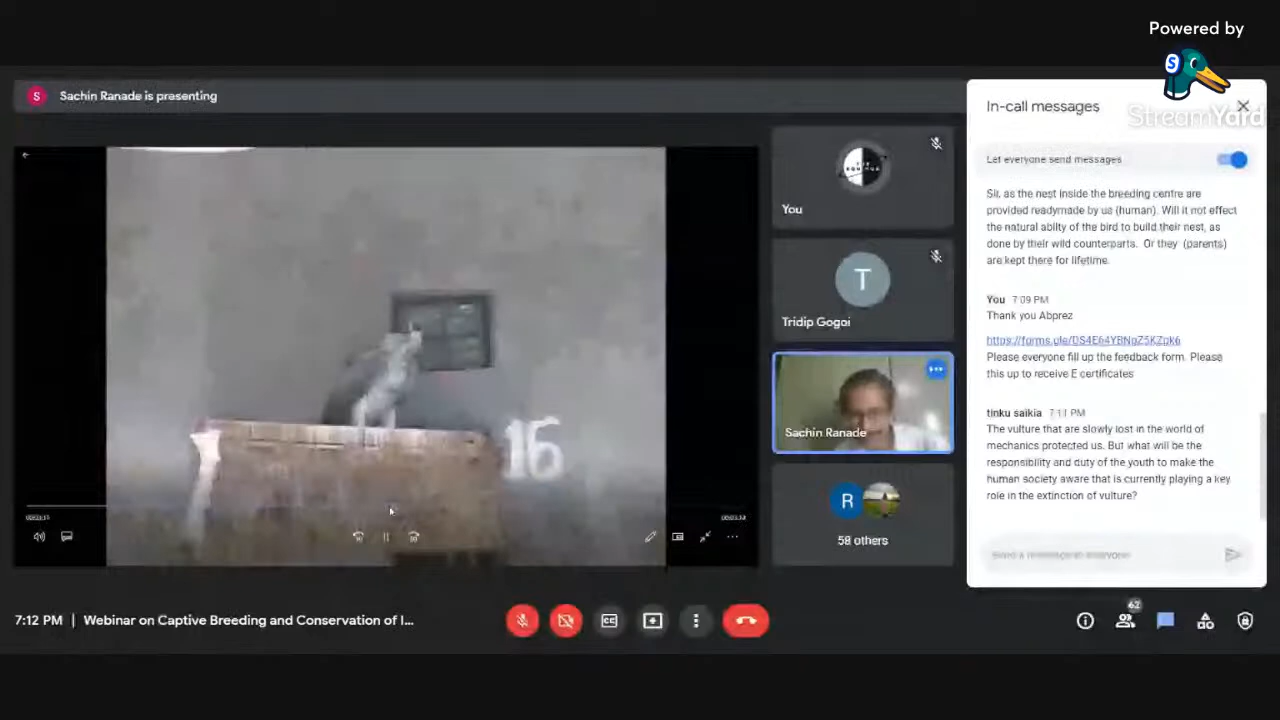 Powered by
StreamYard
S
Sachin Ranade is presenting
16
You
T
Tridip Gogoi
Sachin Ranade
R
58 others
In-call messages
Let everyone send messages
Sir, as the nest inside the breeding centre are
provided readymade by us (human). Will it not effect
the natural abilty of the bird to build their nest, as
done by their wild counterparts. Or they (parents)
are kept there for lifetime.
You 7:09 PM
Thank you Abprez
Please everyone fill up the feedback form. Please
this up to receive E certificates
tinku saikia 7:11 PM
The vulture that are slowly lost in the world of
mechanics protected us. But what will be the
responsibility and duty of the youth to make the
human society aware that is currently playing a key
role in the extinction of vulture?
Send a message to everyone
7:12 PM | Webinar on Captive Breeding and Conservation of I...
62